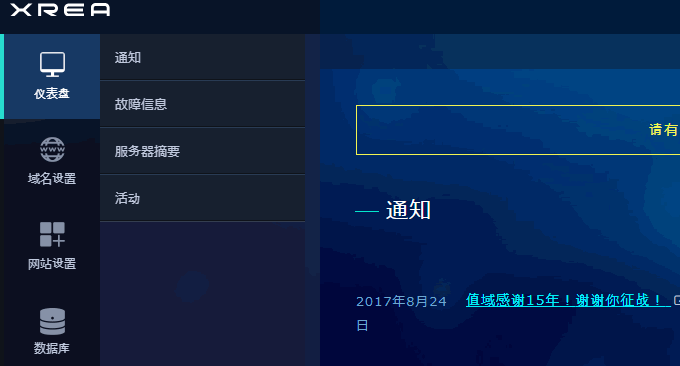 XREA
仪表盘
域名设置
网站设置
数据库
通知
故障信息
服务器摘要
活动
请有
通知
2017年8月24日
值域感谢15年！谢谢你征战！